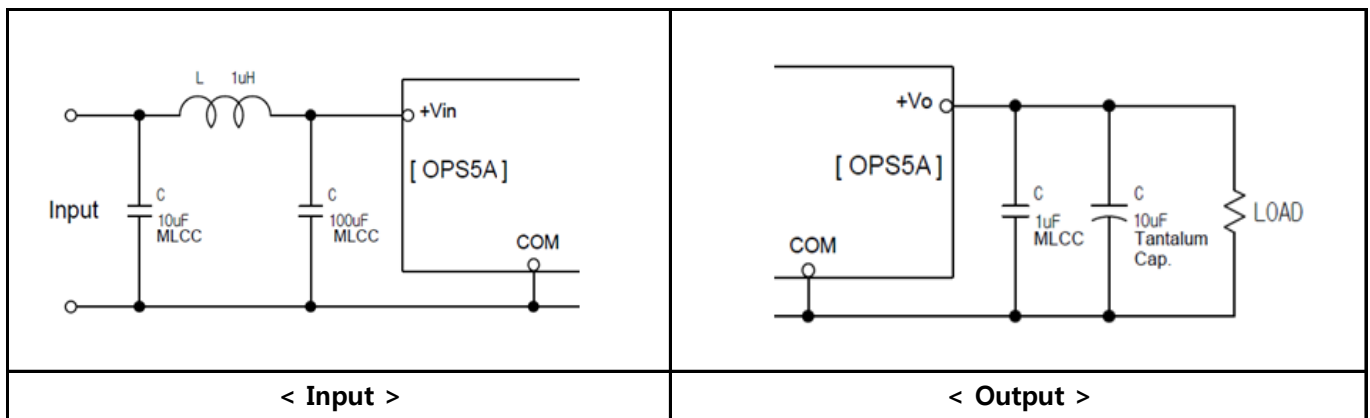 L 1uH
+Vin
[ OPS5A ]
Input
C
10uF
MLCC
C
100uF
MLCC
COM
< Input >
+Vo
[ OPS5A ]
COM
C
1uF
MLCC
C
10uF
Tantalum
Cap.
LOAD
< Output >